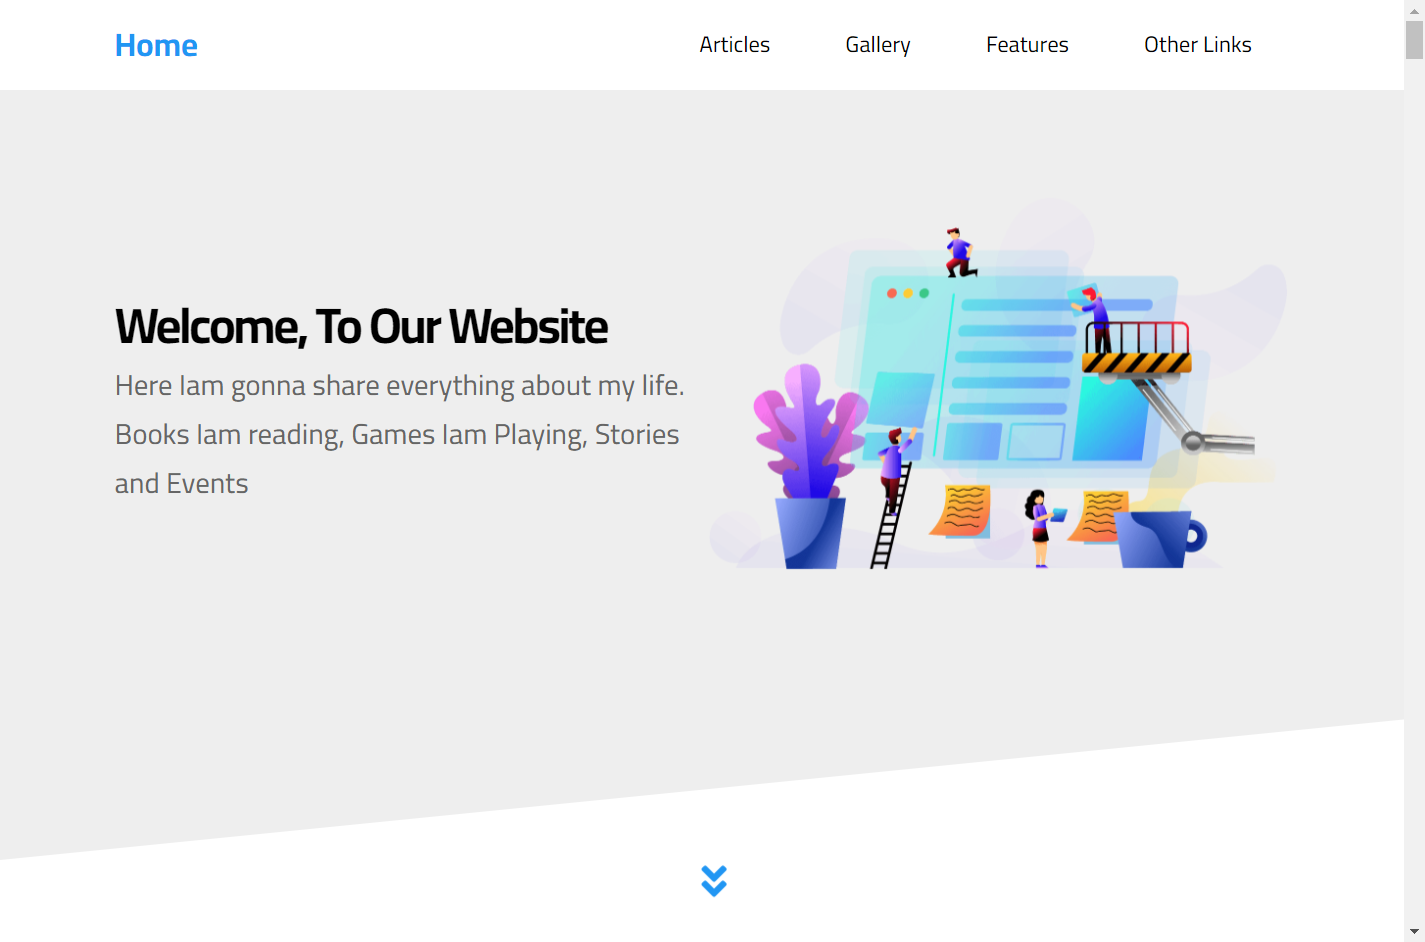 Home
Articles
Gallery
Features
Other Links
Welcome, To Our Website
Here Iam gonna share everything about my life.
Books Iam reading, Games Iam Playing, Stories
and Events